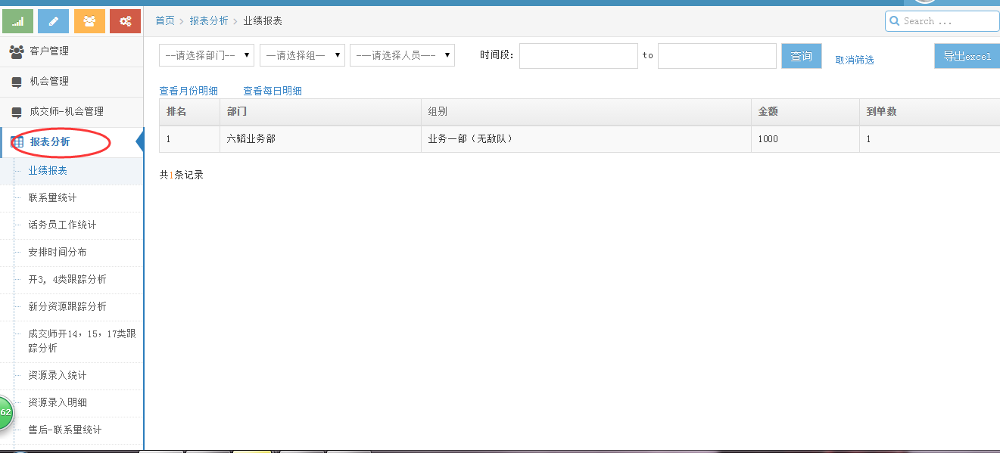 首页 > 报表分析 > 业绩报表
Search ...
客户管理
机会管理
成交师-机会管理
报表分析
业绩报表
联系量统计
话务员工作统计
安排时间分布
开3, 4类跟踪分析
新分资源跟踪分析
成交师开14，15，17类跟
踪分析
资源录入统计
资源录入明细
售后-联系量统计
62
--请选择部门-- --请选择组-- ---请选择人员--- 时间段： to 查询 取消筛选 导出excel
查看月份明细 查看每日明细
排名 部门 组别 金额 到单数
1 六韬业务部 业务一部（无敌队） 1000 1
共1条记录